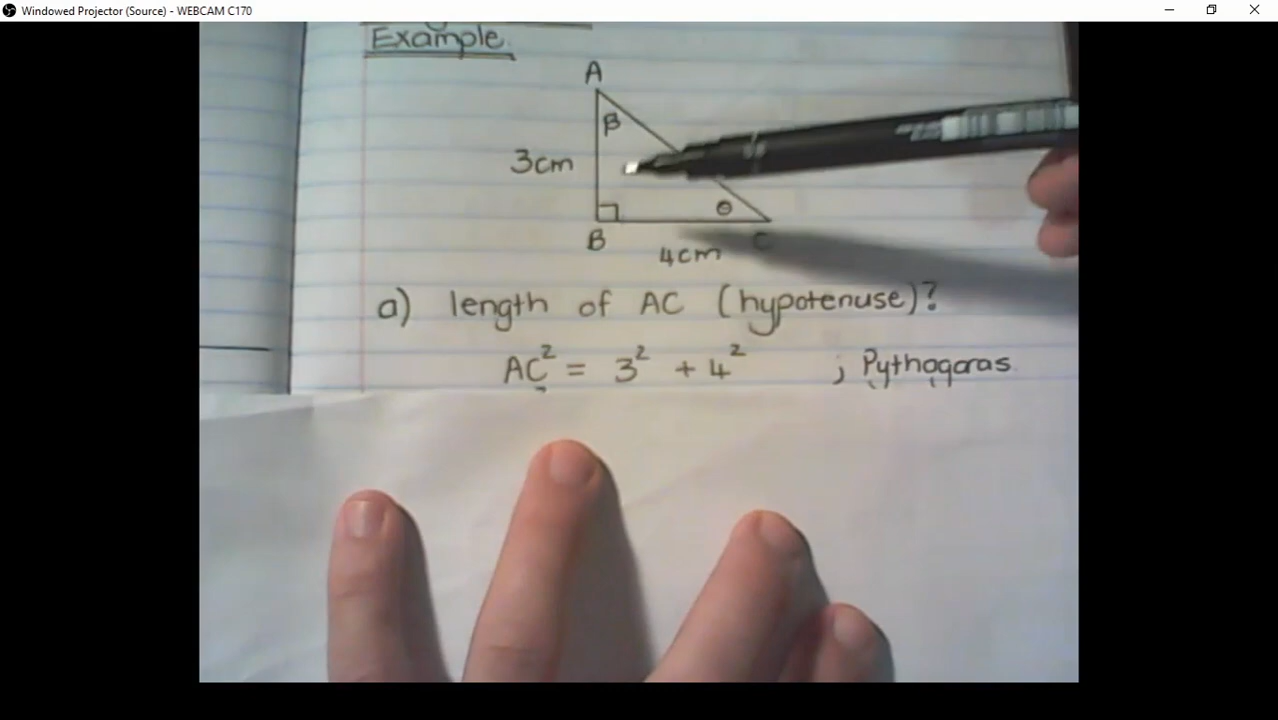 Windowed Projector (Source) - WEBCAM C170
Example
A
β
3cm
θ
B
C
4cm
a) length of AC (hypotenuse)?
AC² = 3² + 4² ; Pythagoras